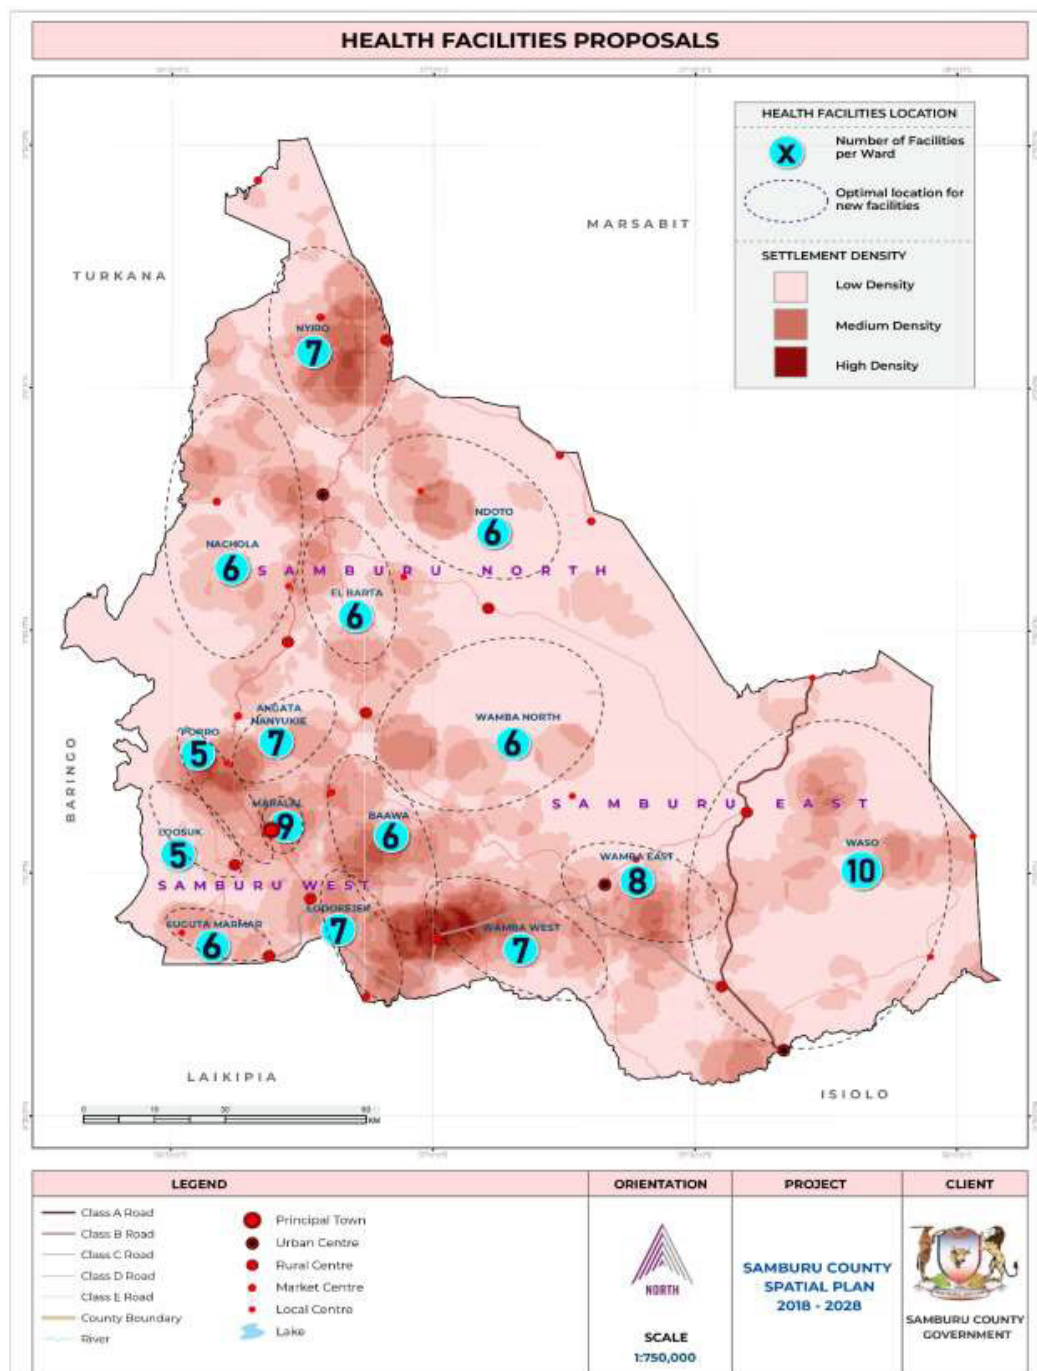 HEALTH FACILITIES PROPOSALS
HEALTH FACILITIES LOCATION
X
Number of Facilities
per Ward
Optimal location for
new facilities
SETTLEMENT DENSITY
Low Density
Medium Density
High Density
MARSABIT
TURKANA
NYIRO
7
NDOTO
6
NACHOLA
6
SAMBURU NORTH
EL BARTA
6
ANGATA
NANYUKIE
7
PORRO
5
WAMBA NORTH
6
BARINGO
SAMBURU EAST
MARALAL
9
BAAWA
6
LOOSUK
5
WAMBA EAST
8
WASO
10
SAMBURU WEST
LODOKEJEK
7
SUGUTA MARMAR
6
WAMBA WEST
7
LAIKIPIA
ISIOLO
KM
LEGEND
Class A Road
Class B Road
Class C Road
Class D Road
Class E Road
County Boundary
River
Principal Town
Urban Centre
Rural Centre
Market Centre
Local Centre
Lake
ORIENTATION
NORTH
SCALE
1:750,000
PROJECT
SAMBURU COUNTY
SPATIAL PLAN
2018 - 2028
CLIENT
SAMBURU COUNTY
GOVERNMENT